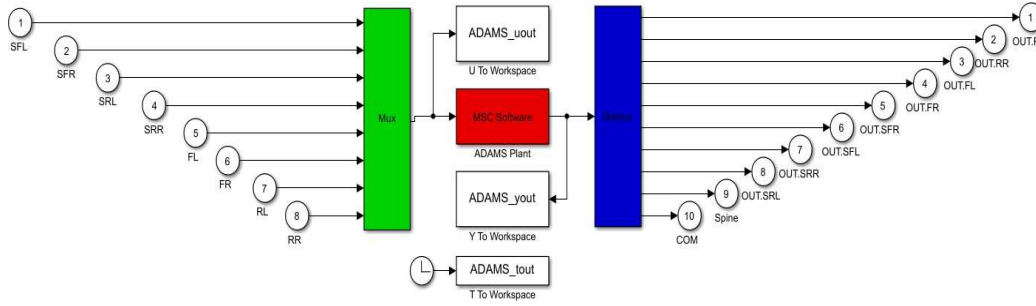 1
SFL
2
SFR
3
SRL
4
SRR
5
FL
6
FR
7
RL
8
RR
Mux
ADAMS_uout
U To Workspace
MSC Software
ADAMS Plant
ADAMS_yout
Y To Workspace
ADAMS_tout
T To Workspace
Demux
1
2
OUT.RR
3
OUT.FL
4
OUT.FR
5
OUT.SFR
6
OUT.SFL
7
OUT.SRR
8
OUT.SRL
9
Spine
10
COM